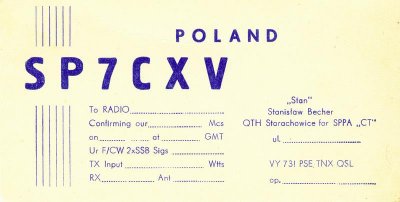 POLAND
SP7CXV
To RADIO
Confirming our Mcs
on at GMT
Ur F/CW 2xSSB Sigs
TX Input Wtts
RX Ant
„Stan"
Stanisław Becher
QTH Starachowice for SPPA „CT"
ul.
VY 73! PSE, TNX QSL
op.